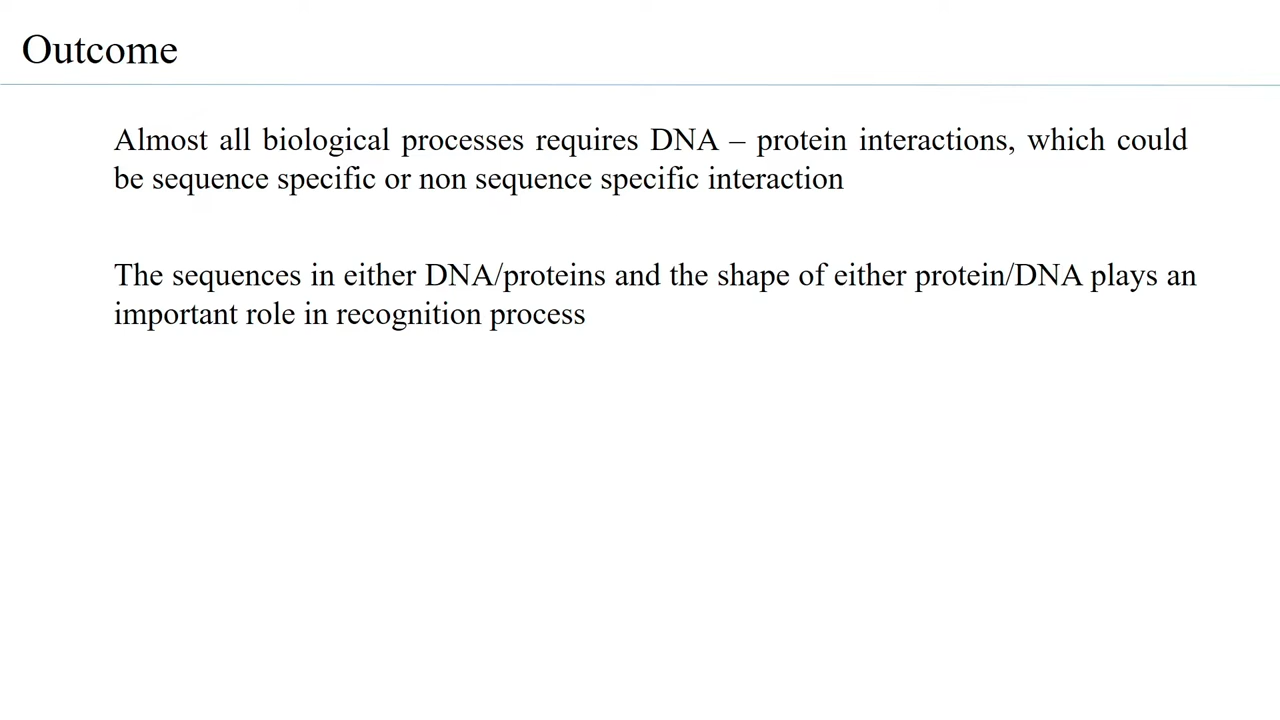 Outcome
Almost all biological processes requires DNA – protein interactions, which could
be sequence specific or non sequence specific interaction
The sequences in either DNA/proteins and the shape of either protein/DNA plays an
important role in recognition process